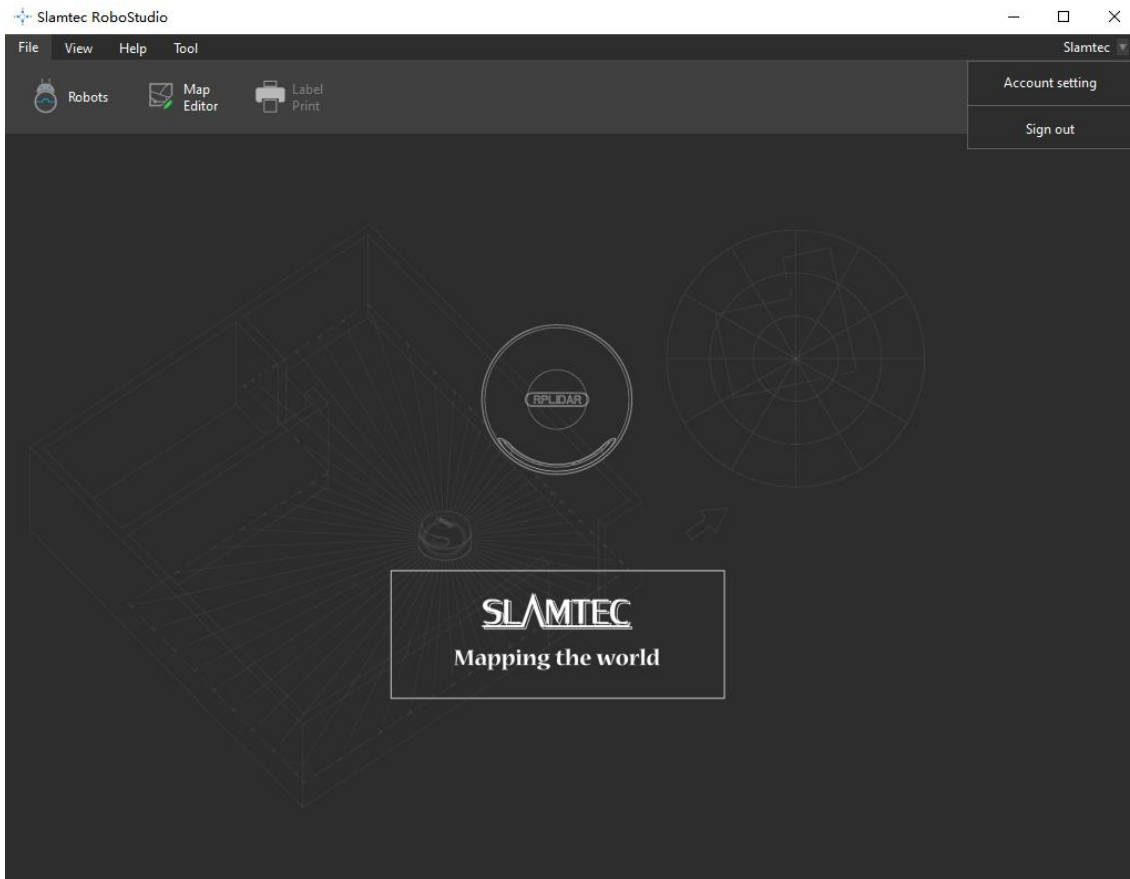 Slamtec RoboStudio
File View Help Tool Slamtec
Robots
Map
Editor
Label
Print
Account setting
Sign out
RPLIDAR
SLAMTEC
Mapping the world